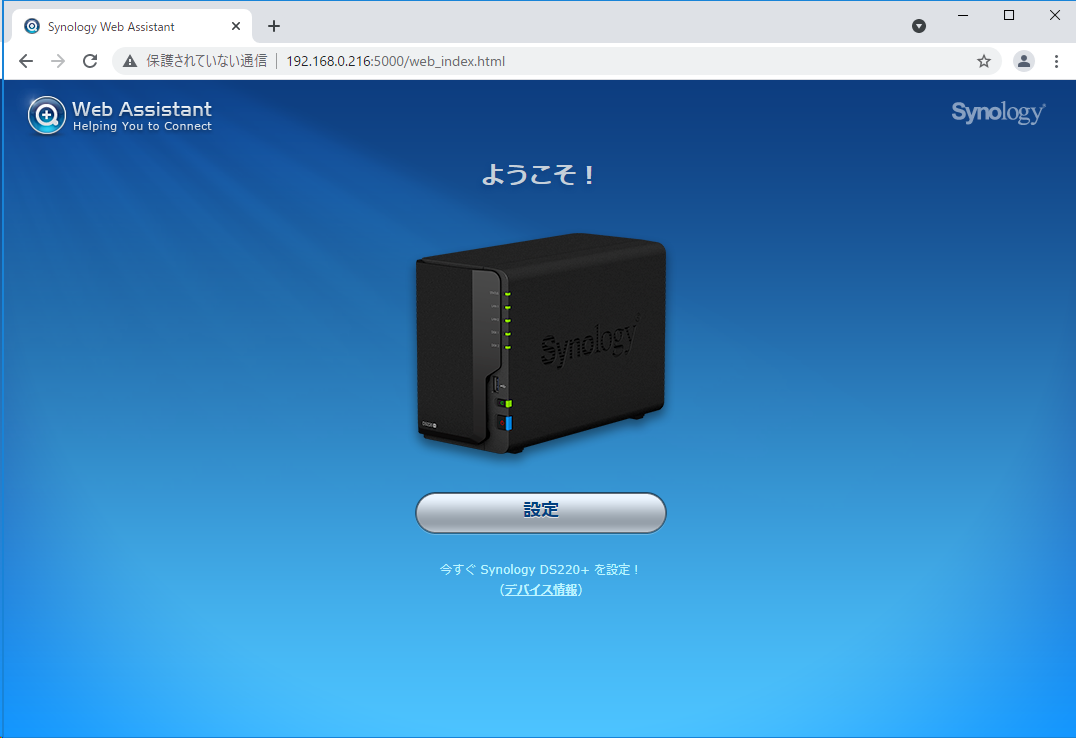 Synology Web Assistant
保護されていない通信 192.168.0.216:5000/web_index.html
Web Assistant
Helping You to Connect
Synology
ようこそ！
Synology
設定
今すぐ Synology DS220+ を設定！
（デバイス情報）